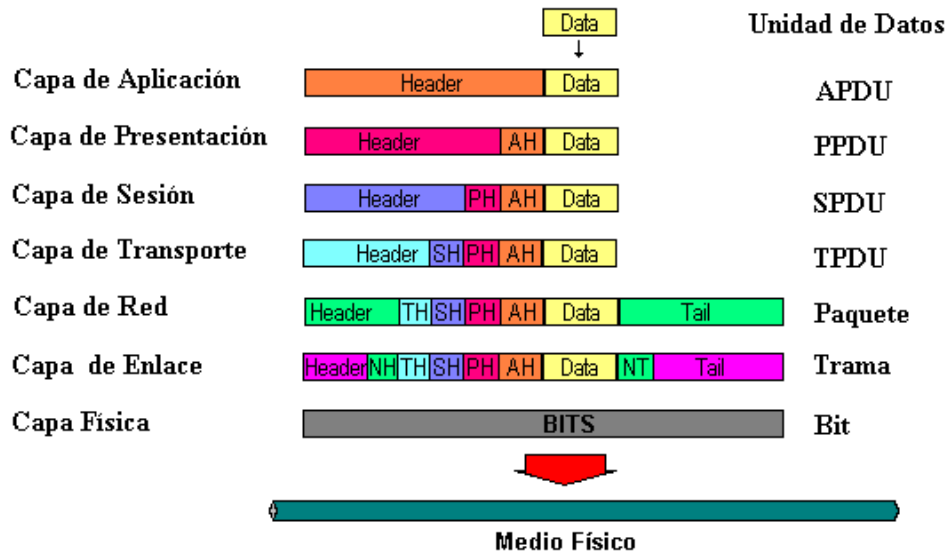 Data Unidad de Datos
Capa de Aplicación Header Data APDU
Capa de Presentación Header AH Data PPDU
Capa de Sesión Header PH AH Data SPDU
Capa de Transporte Header SH PH AH Data TPDU
Capa de Red Header TH SH PH AH Data Tail Paquete
Capa de Enlace Header NH TH SH PH AH Data NT Tail Trama
Capa Física BITS Bit
Medio Físico